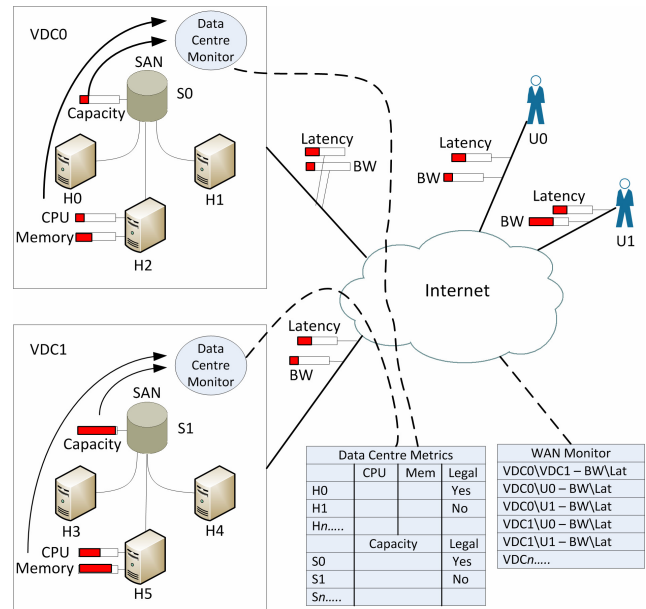 VDC0
Data
Centre
Monitor
SAN
S0
Capacity
H0
H1
CPU
Memory
H2
Latency
BW
Latency
BW
U0
Latency
BW
U1
Internet
VDC1
Data
Centre
Monitor
SAN
S1
Capacity
H3
H4
CPU
Memory
H5
Latency
BW
Data Centre Metrics
CPU Mem Legal
H0 Yes
H1 No
Hn.....
Capacity Legal
S0 Yes
S1 No
Sn.....
WAN Monitor
VDC0\VDC1 – BW\Lat
VDC0\U0 – BW\Lat
VDC0\U1 – BW\Lat
VDC1\U0 – BW\Lat
VDC1\U1 – BW\Lat
VDCn.....